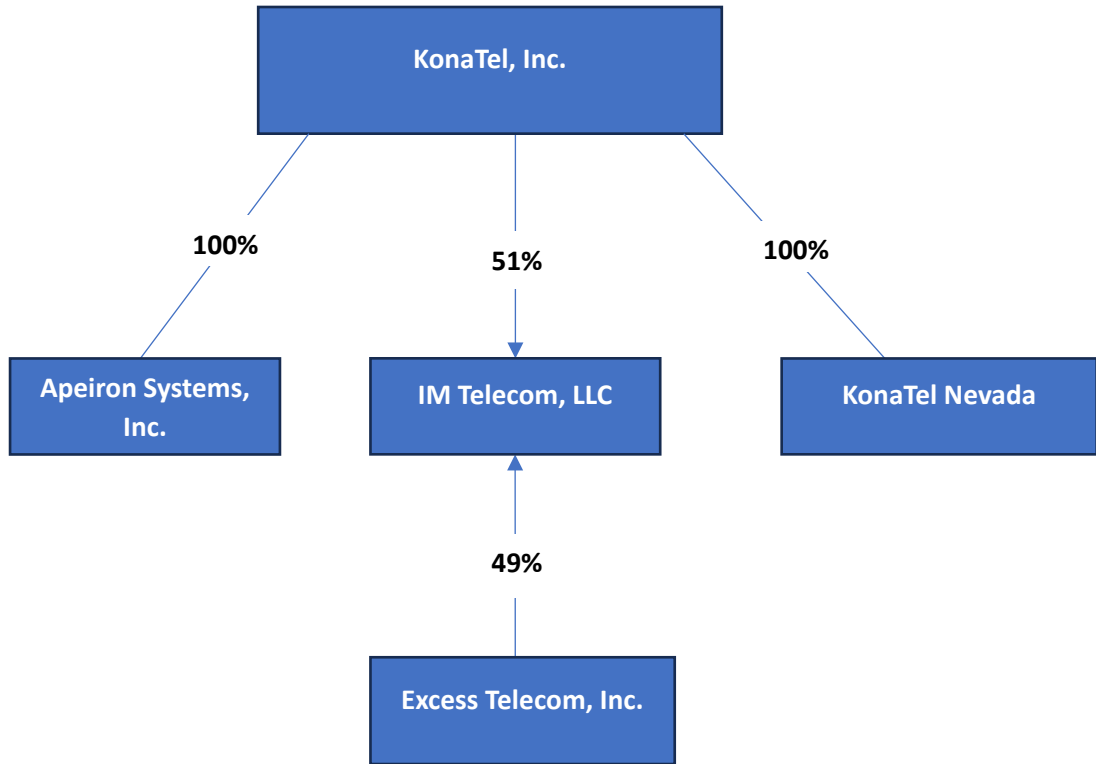 KonaTel, Inc.
100%
51%
100%
Apeiron Systems,
Inc.
IM Telecom, LLC
KonaTel Nevada
49%
Excess Telecom, Inc.